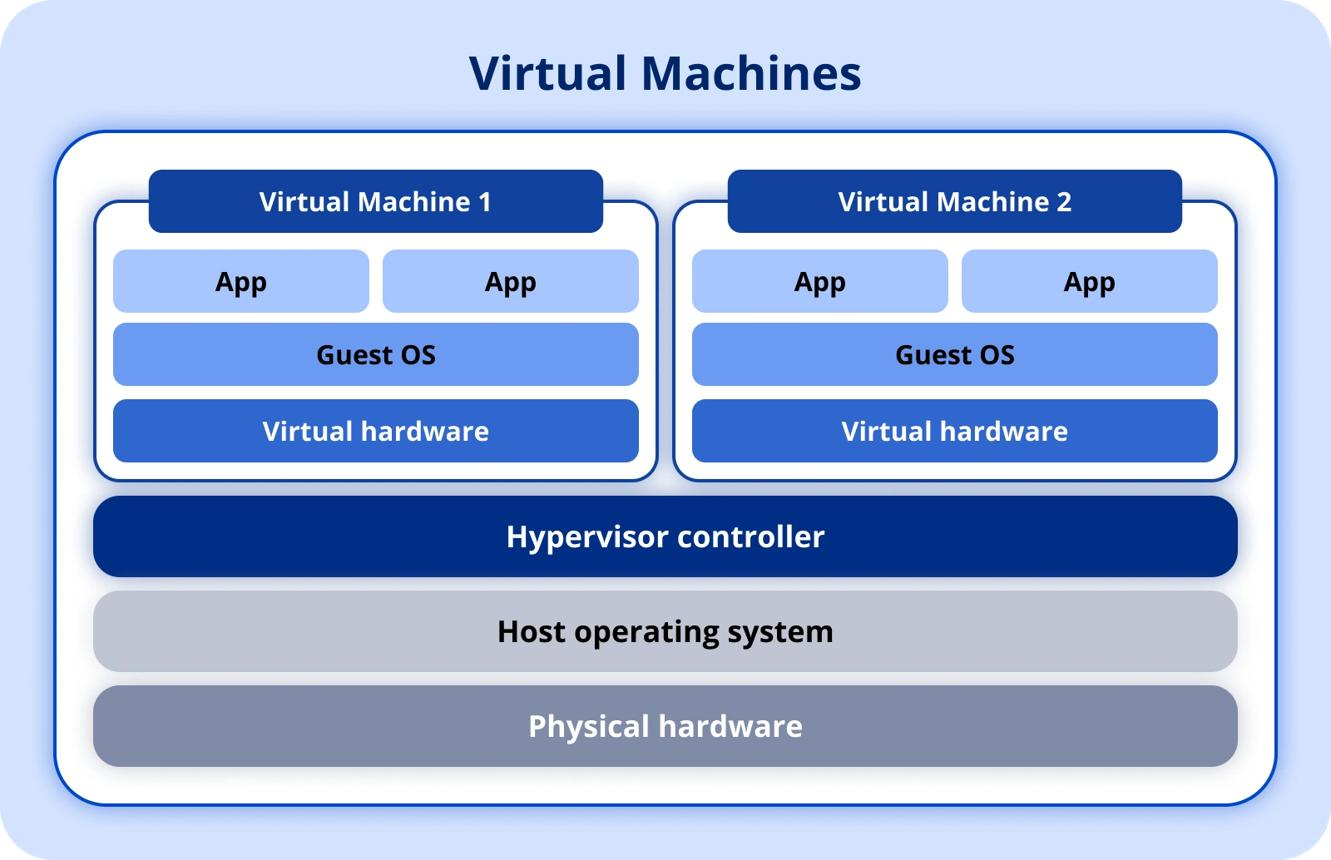 Virtual Machines
Virtual Machine 1
App
App
Guest OS
Virtual hardware
Virtual Machine 2
App
App
Guest OS
Virtual hardware
Hypervisor controller
Host operating system
Physical hardware